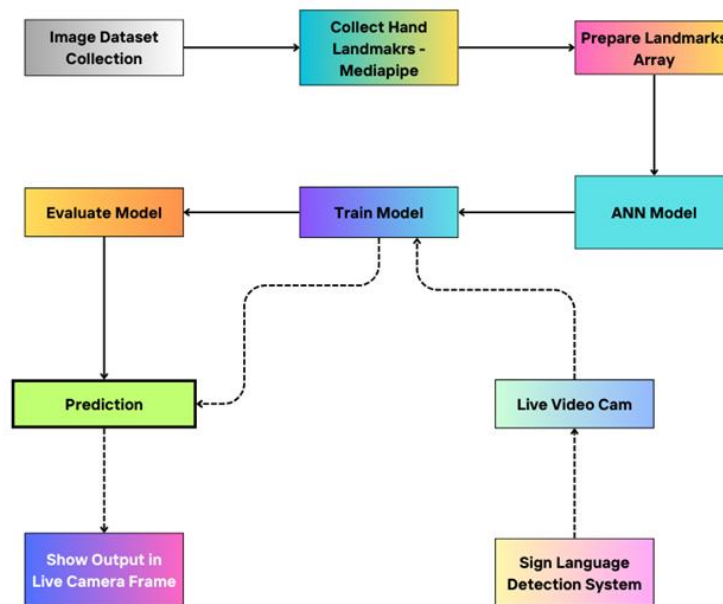 Image Dataset
Collection
Collect Hand
Landmakrs -
Mediapipe
Prepare Landmarks
Array
Evaluate Model
Train Model
ANN Model
Prediction
Live Video Cam
Show Output in
Live Camera Frame
Sign Language
Detection System